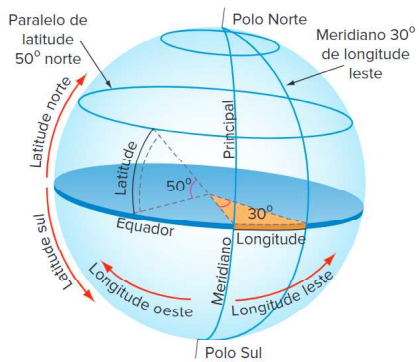 Polo Norte
Paralelo de
latitude
50° norte
Meridiano 30°
de longitude
leste
Latitude norte
Principal
Latitude
50°
30°
Equador
Longitude
Meridiano
Latitude sul
Longitude oeste
Longitude leste
Polo Sul